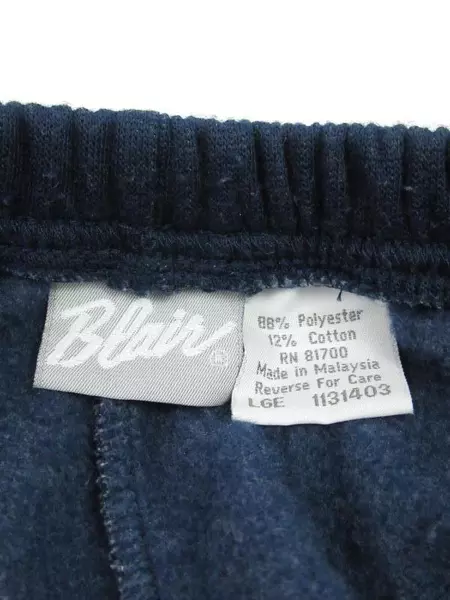 Blair®
88% Polyester
12% Cotton
RN 81700
Made in Malaysia
Reverse For Care
LGE 1131403